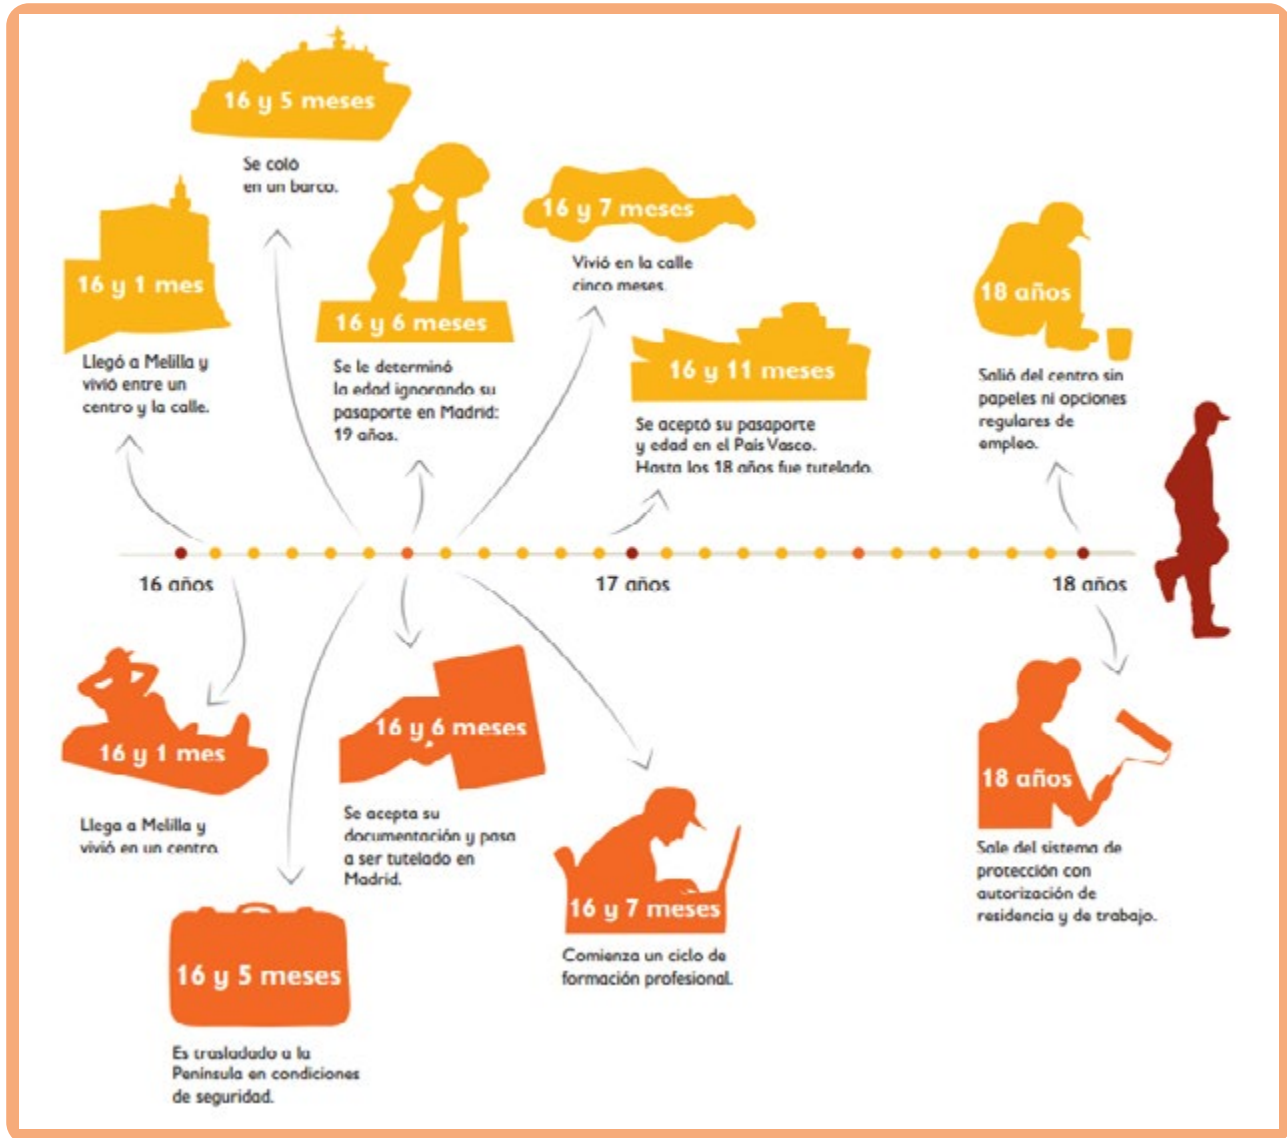 16 y 5 meses
Se coló
en un barco.
16 y 1 mes
Llegó a Melilla y
vivió entre un
centro y la calle.
16 y 6 meses
Se le determinó
la edad ignorando su
pasaporte en Madrid:
19 años.
16 y 7 meses
Vivió en la calle
cinco meses.
16 y 11 meses
Se aceptó su pasaporte
y edad en el País Vasco.
Hasta los 18 años fue tutelado.
18 años
Salió del centro sin
papeles ni opciones
regulares de
empleo.
16 años
17 años
18 años
16 y 1 mes
Llega a Melilla y
vivió en un centro.
16 y 5 meses
Es trasladado a la
Península en condiciones
de seguridad.
16 y 6 meses
Se acepta su
documentación y pasa
a ser tutelado en
Madrid.
16 y 7 meses
Comienza un ciclo de
formación profesional.
18 años
Sale del sistema de
protección con
autorización de
residencia y de trabajo.